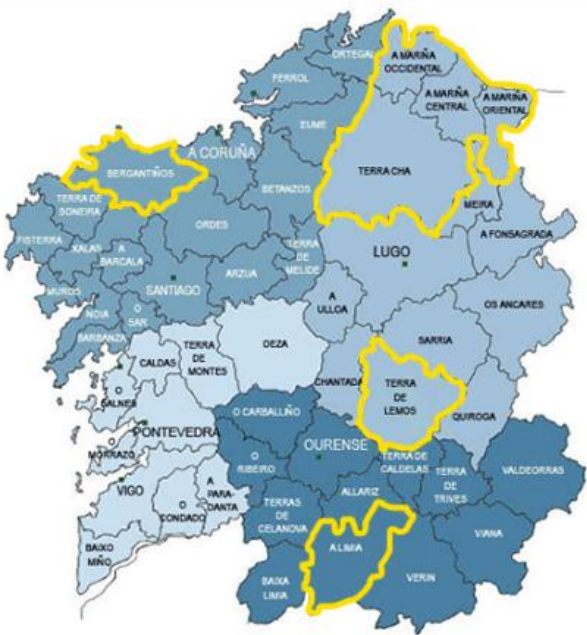 ORTEGAL
A MARIÑA
OCCIDENTAL
FERROL
A MARIÑA
CENTRAL
A MARIÑA
ORIENTAL
EUME
A CORUÑA
BERGANTIÑOS
TERRA CHA
BETANZOS
TERRA DE
SONEIRA
MEIRA
ORDES
FISTERRA
XALAS
A
BARCALA
A FONSAGRADA
LUGO
TERRA
DE
MELIDE
ARZUA
SANTIAGO
MUROS
A
ULLOA
OS ANCARES
NOIA
O
SAR
BARBANZA
SARRIA
DEZA
TERRA
DE
MONTES
CALDAS
CHANTADA
TERRA
DE
LEMOS
QUIROGA
O
SALNES
O CARBALLIÑO
PONTEVEDRA
OURENSE
O
MORRAZO
O
RIBEIRO
TERRA DE
CALDELAS
TERRA
DE
TRIVES
VALDEORRAS
VIGO
A
PARA-
DANTA
O
CONDADO
ALLARIZ
TERRAS
DE
CELANOVA
VIANA
A LIMIA
BAIXO
MIÑO
BAIXA
LIMIA
VERIN